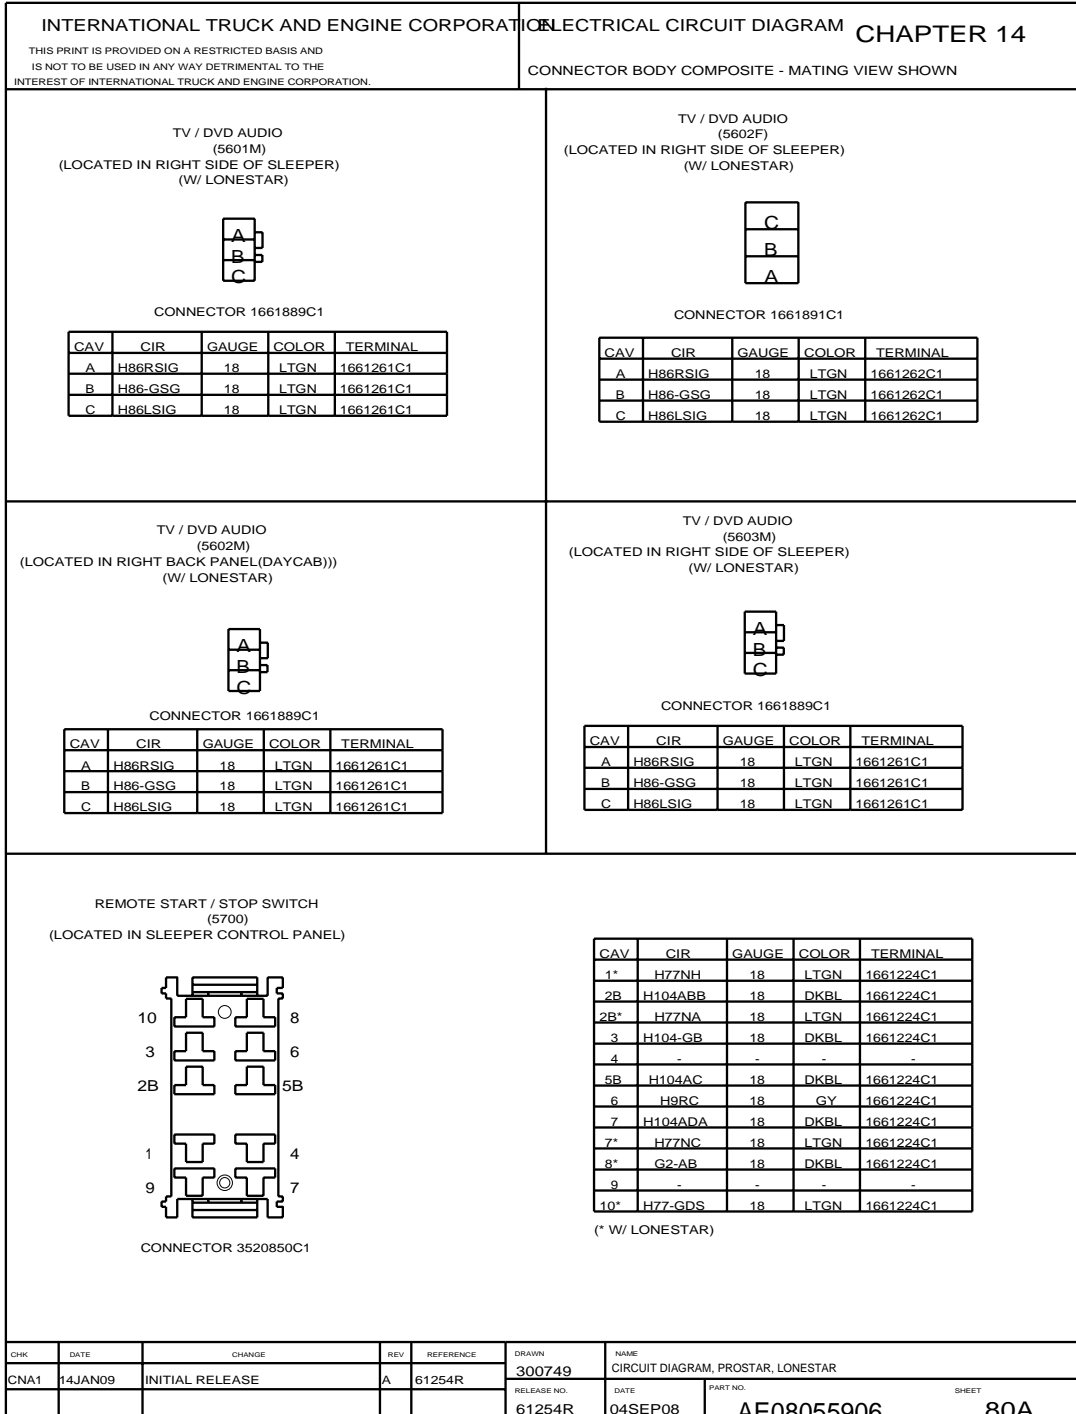 INTERNATIONAL TRUCK AND ENGINE CORPORATION
THIS PRINT IS PROVIDED ON A RESTRICTED BASIS AND
IS NOT TO BE USED IN ANY WAY DETRIMENTAL TO THE
INTEREST OF INTERNATIONAL TRUCK AND ENGINE CORPORATION.
ELECTRICAL CIRCUIT DIAGRAM CHAPTER 14
CONNECTOR BODY COMPOSITE - MATING VIEW SHOWN
TV / DVD AUDIO
(5601M)
(LOCATED IN RIGHT SIDE OF SLEEPER)
(W/ LONESTAR)
A
B
C
CONNECTOR 1661889C1
CAV CIR GAUGE COLOR TERMINAL
A H86RSIG 18 LTGN 1661261C1
B H86-GSG 18 LTGN 1661261C1
C H86LSIG 18 LTGN 1661261C1
TV / DVD AUDIO
(5602F)
(LOCATED IN RIGHT SIDE OF SLEEPER)
(W/ LONESTAR)
C
B
A
CONNECTOR 1661891C1
CAV CIR GAUGE COLOR TERMINAL
A H86RSIG 18 LTGN 1661262C1
B H86-GSG 18 LTGN 1661262C1
C H86LSIG 18 LTGN 1661262C1
TV / DVD AUDIO
(5602M)
(LOCATED IN RIGHT BACK PANEL(DAYCAB)))
(W/ LONESTAR)
A
B
C
CONNECTOR 1661889C1
CAV CIR GAUGE COLOR TERMINAL
A H86RSIG 18 LTGN 1661261C1
B H86-GSG 18 LTGN 1661261C1
C H86LSIG 18 LTGN 1661261C1
TV / DVD AUDIO
(5603M)
(LOCATED IN RIGHT SIDE OF SLEEPER)
(W/ LONESTAR)
A
B
C
CONNECTOR 1661889C1
CAV CIR GAUGE COLOR TERMINAL
A H86RSIG 18 LTGN 1661261C1
B H86-GSG 18 LTGN 1661261C1
C H86LSIG 18 LTGN 1661261C1
REMOTE START / STOP SWITCH
(5700)
(LOCATED IN SLEEPER CONTROL PANEL)
10 8
3 6
2B 5B
1 4
9 7
CONNECTOR 3520850C1
CAV CIR GAUGE COLOR TERMINAL
1* H77NH 18 LTGN 1661224C1
2B H104ABB 18 DKBL 1661224C1
2B* H77NA 18 LTGN 1661224C1
3 H104-GB 18 DKBL 1661224C1
4 - - - -
5B H104AC 18 DKBL 1661224C1
6 H9RC 18 GY 1661224C1
7 H104ADA 18 DKBL 1661224C1
7* H77NC 18 LTGN 1661224C1
8* G2-AB 18 DKBL 1661224C1
9 - - - -
10* H77-GDS 18 LTGN 1661224C1
(* W/ LONESTAR)
CHK DATE CHANGE REV REFERENCE
CNA1 14JAN09 INITIAL RELEASE A 61254R
DRAWN
300749
NAME
CIRCUIT DIAGRAM, PROSTAR, LONESTAR
RELEASE NO.
61254R
DATE
04SEP08
PART NO.
AE08055906
SHEET
80A